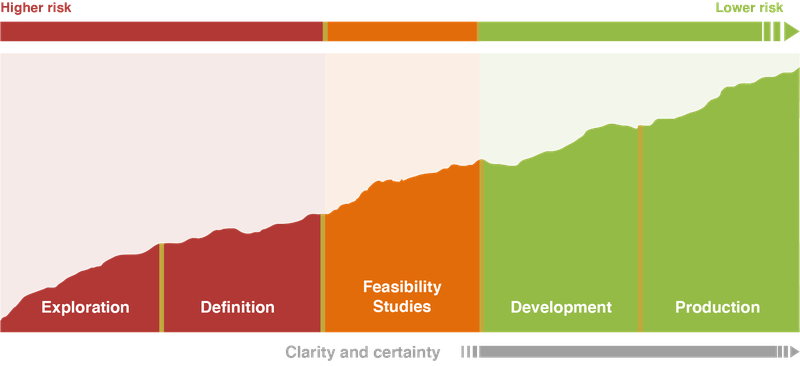 Higher risk
Lower risk
Exploration
Definition
Feasibility
Studies
Development
Production
Clarity and certainty